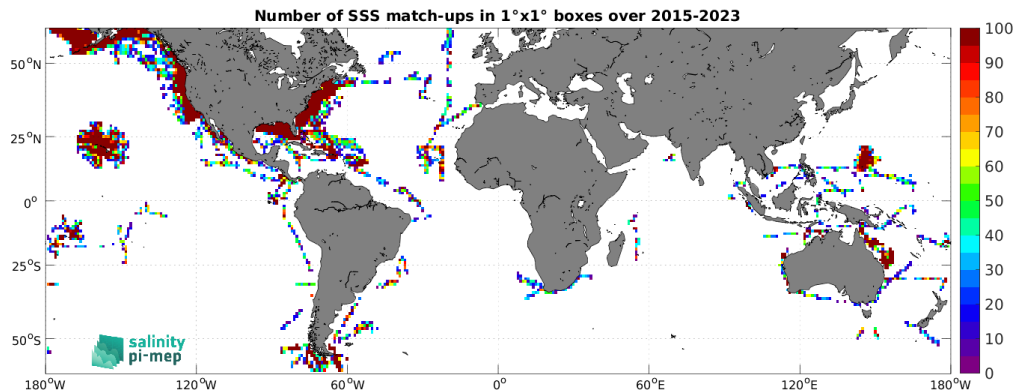 Number of SSS match-ups in 1°x1° boxes over 2015-2023
100
90
80
70
60
50
40
30
20
10
0
50°N
25°N
0°
25°S
50°S
180°W
120°W
60°W
0°
60°E
120°E
180°W
salinity
pi-mep